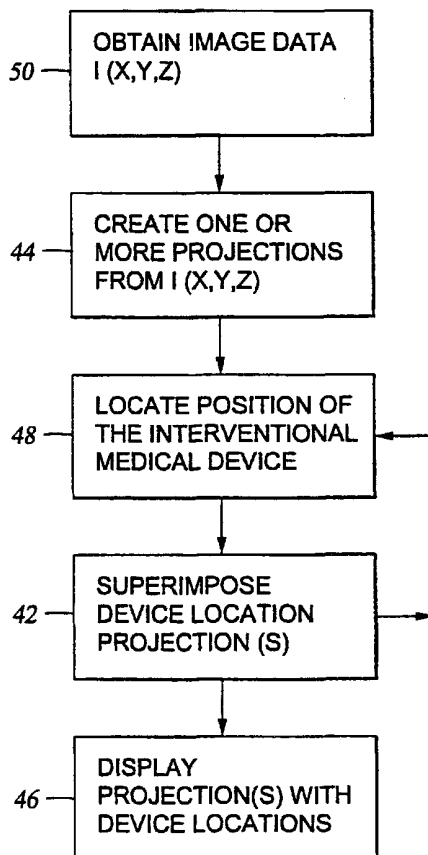 50
OBTAIN IMAGE DATA
I (X,Y,Z)
44
CREATE ONE OR
MORE PROJECTIONS
FROM I (X,Y,Z)
48
LOCATE POSITION OF
THE INTERVENTIONAL
MEDICAL DEVICE
42
SUPERIMPOSE
DEVICE LOCATION
PROJECTION (S)
46
DISPLAY
PROJECTION(S) WITH
DEVICE LOCATIONS